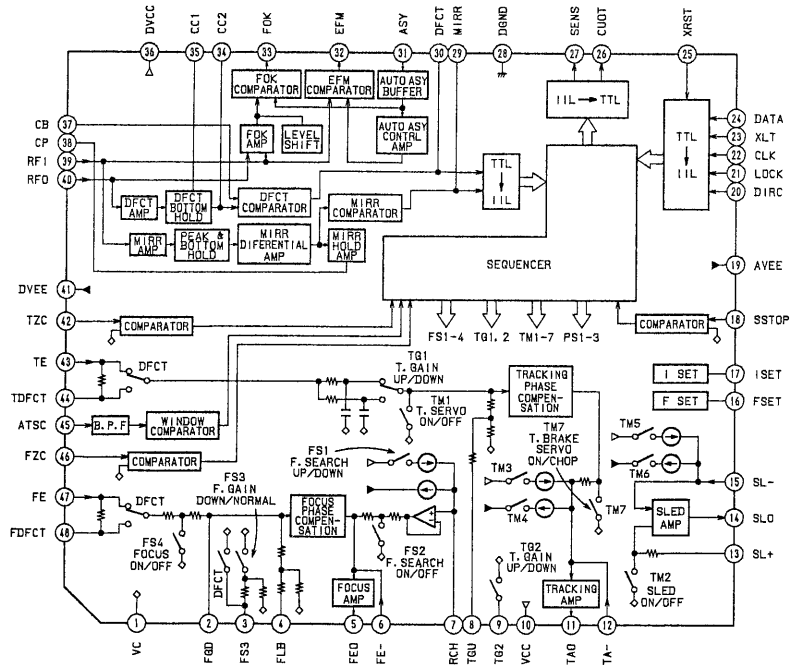 DVCC
CC1
CC2
FOK
EFM
ASY
DFCT
MIRR
DGND
SENS
CUOT
XRST
36
35
34
33
32
31
30
29
28
27
26
25
FOK
COMPARATOR
EFM
COMPARATOR
AUTO ASY
BUFFER
IIL → TTL
CB
37
CP
38
RFI
39
RFO
40
FOK
AMP
LEVEL
SHIFT
AUTO ASY
CONTRL
AMP
TTL
↓
IIL
TTL
↓
IIL
24
DATA
23
XLT
22
CLK
21
LOCK
20
DIRC
DFCT
AMP
DFCT
BOTTOM
HOLD
DFCT
COMPARATOR
MIRR
COMPARATOR
MIRR
AMP
PEAK &
BOTTOM
HOLD
MIRR
DIFERENTIAL
AMP
MIRR
HOLD
AMP
SEQUENCER
19
AVEE
DVEE
41
TZC
42
COMPARATOR
FS1-4
TG1, 2
TM1-7
PS1-3
COMPARATOR
18
SSTOP
TE
43
DFCT
TDFCT
44
TG1
T. GAIN
UP/DOWN
TM1
T. SERVO
ON/OFF
TRACKING
PHASE
COMPEN-
SATION
I SET
17
ISET
F SET
16
FSET
ATSC
45
B.P.F
WINDOW
COMPARATOR
FZC
46
COMPARATOR
FS1
F. SEARCH
UP/DOWN
TM7
T. BRAKE
SERVO
ON/CHOP
TM5
TM6
TM3
TM4
TM7
15
SL-
FE
47
DFCT
FDFCT
48
FS3
F. GAIN
DOWN/NORMAL
FOCUS
PHASE
COMPEN-
SATION
SLED
AMP
14
SLO
FS4 FOCUS
ON/OFF
DFCT
FS2
F. SEARCH
ON/OFF
TG2
T. GAIN
UP/DOWN
13
SL+
TM2
SLED
ON/OFF
FOCUS
AMP
TRACKING
AMP
1
2
3
4
5
6
7
8
9
10
11
12
VC
FGD
FS3
FLB
FEO
FE-
RCH
TGU
TG2
VCC
TAO
TA-